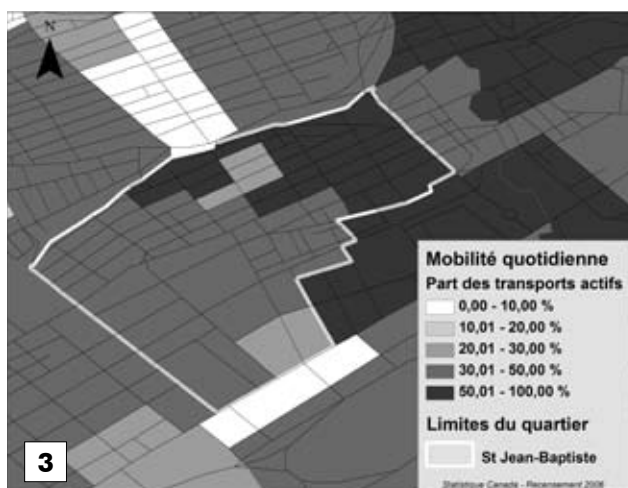 N
Mobilité quotidienne
Part des transports actifs
0,00 - 10,00 %
10,01 - 20,00 %
20,01 - 30,00 %
30,01 - 50,00 %
50,01 - 100,00 %
Limites du quartier
St Jean-Baptiste
3
Statistique Canada - Recensement 2006